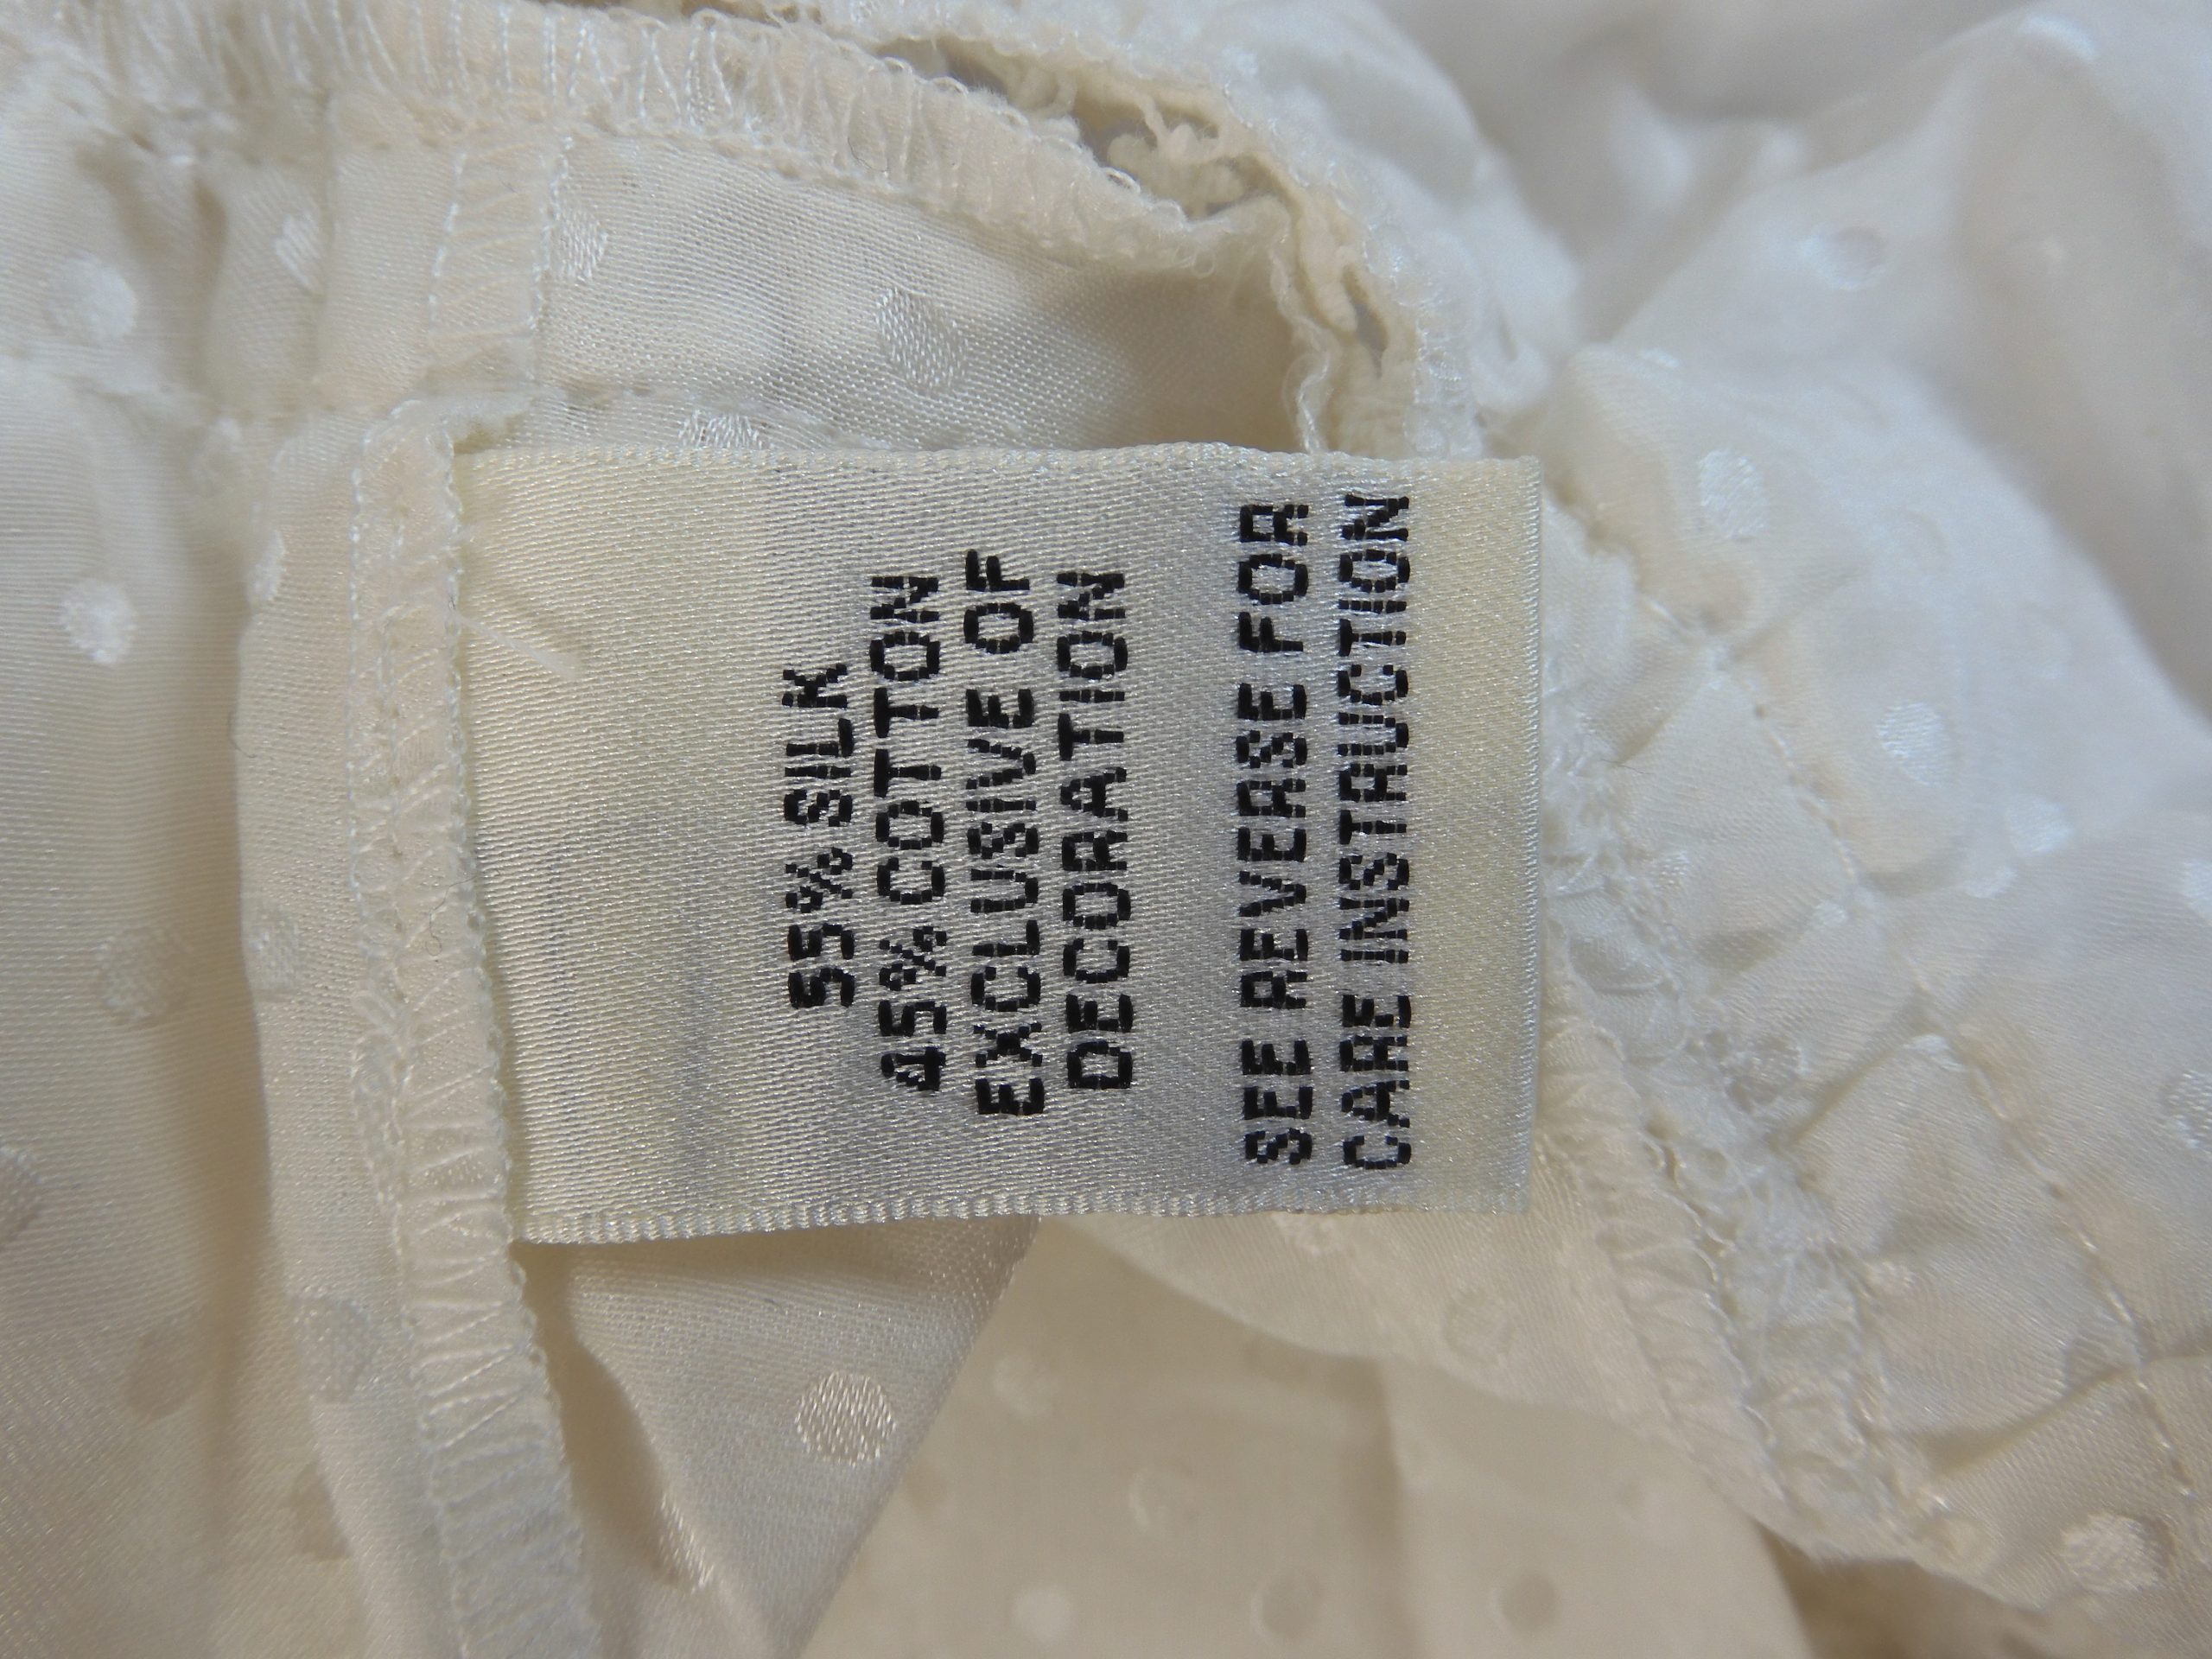 55% SILK
45% COTTON
EXCLUSIVE OF
DECORATION
SEE REVERSE FOR
CARE INSTRUCTION